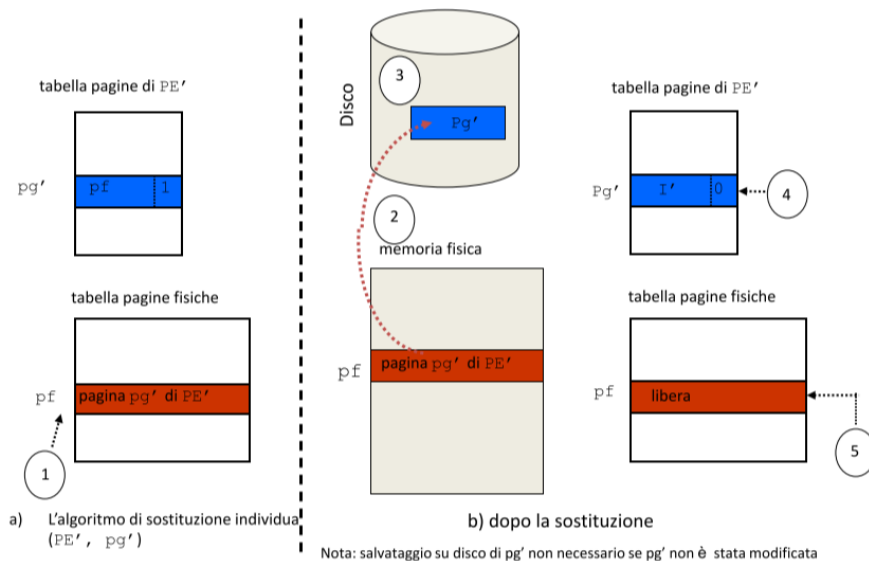 tabella pagine di PE'
pg'
pf 1
tabella pagine fisiche
pf
pagina pg' di PE'
1
a) L'algoritmo di sostituzione individua
(PE', pg')
Disco
3
Pg'
2
memoria fisica
pf
pagina pg' di PE'
tabella pagine di PE'
Pg'
I' 0
4
tabella pagine fisiche
pf
libera
5
b) dopo la sostituzione
Nota: salvataggio su disco di pg' non necessario se pg' non è stata modificata